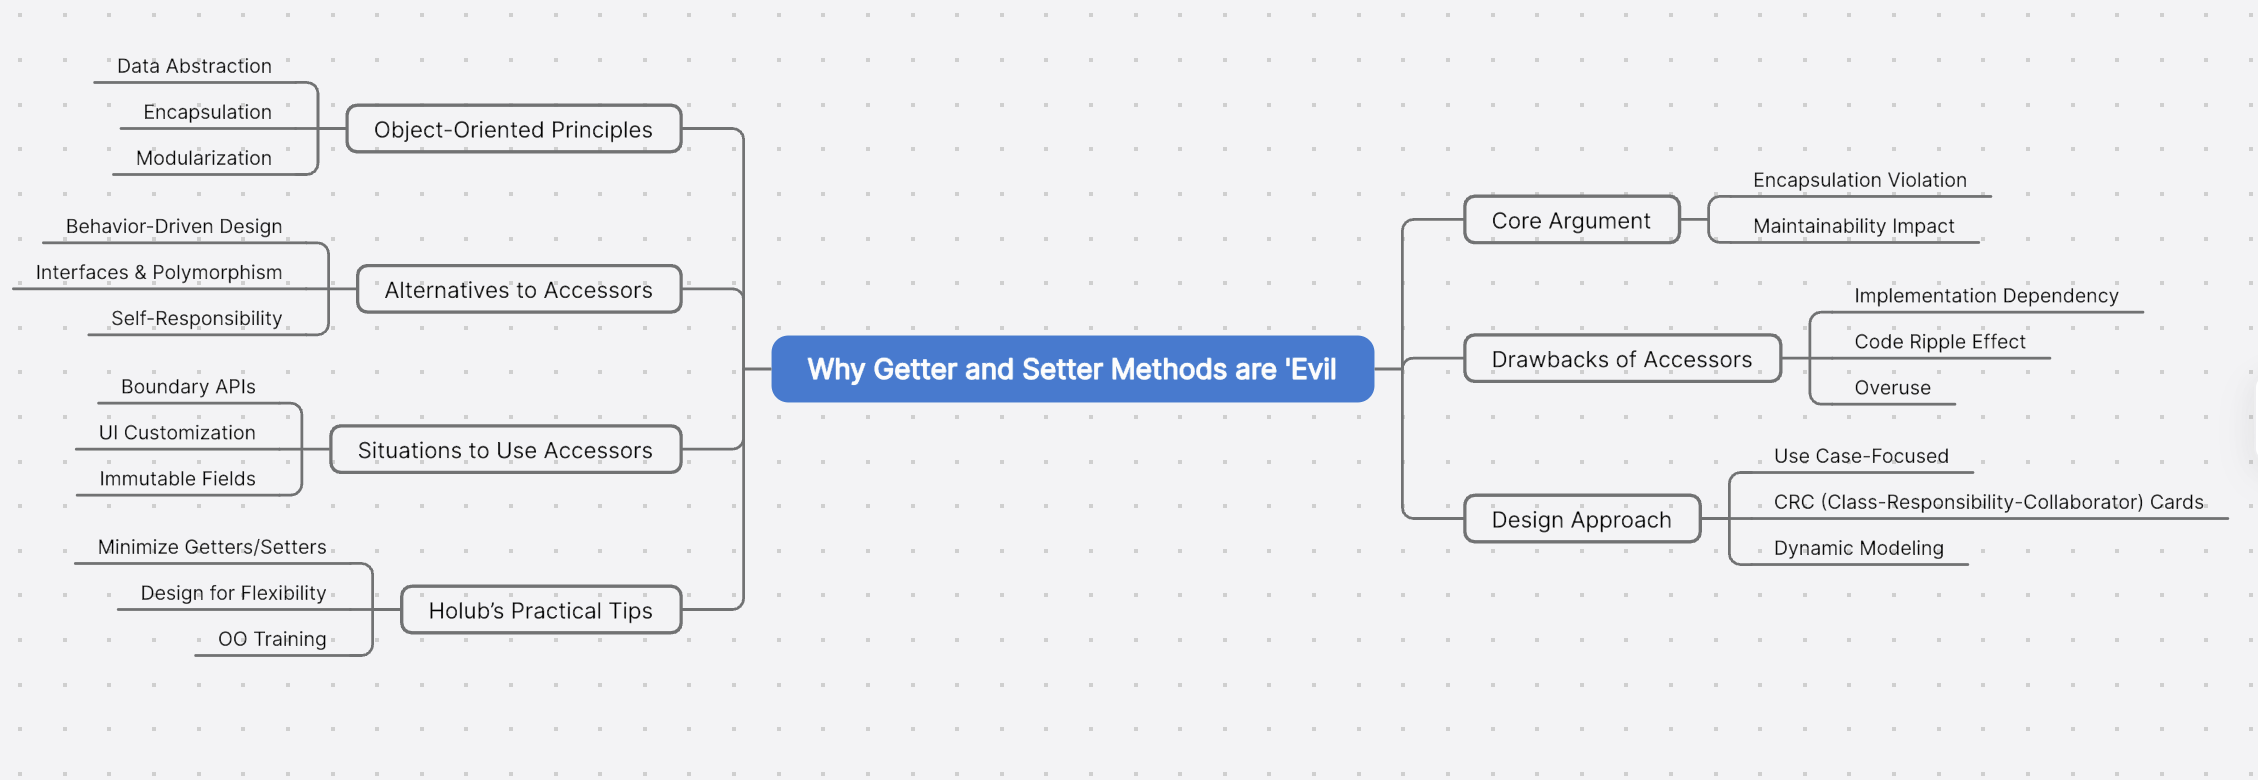 Why Getter and Setter Methods are 'Evil
Object-Oriented Principles
Data Abstraction
Encapsulation
Modularization
Alternatives to Accessors
Behavior-Driven Design
Interfaces & Polymorphism
Self-Responsibility
Situations to Use Accessors
Boundary APIs
UI Customization
Immutable Fields
Holub’s Practical Tips
Minimize Getters/Setters
Design for Flexibility
OO Training
Core Argument
Encapsulation Violation
Maintainability Impact
Drawbacks of Accessors
Implementation Dependency
Code Ripple Effect
Overuse
Design Approach
Use Case-Focused
CRC (Class-Responsibility-Collaborator) Cards
Dynamic Modeling